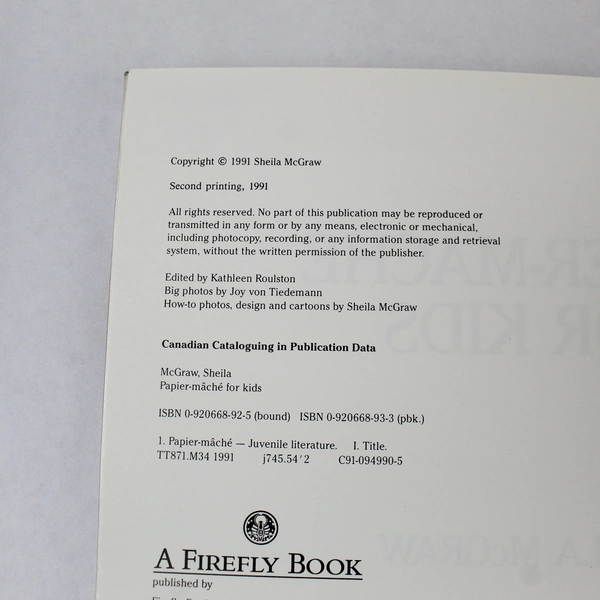 Copyright © 1991 Sheila McGraw
Second printing, 1991
All rights reserved. No part of this publication may be reproduced or
transmitted in any form or by any means, electronic or mechanical,
including photocopy, recording, or any information storage and retrieval
system, without the written permission of the publisher.
Edited by Kathleen Roulston
Big photos by Joy von Tiedemann
How-to photos, design and cartoons by Sheila McGraw
Canadian Cataloguing in Publication Data
McGraw, Sheila
Papier-mâché for kids
ISBN 0-920668-92-5 (bound) ISBN 0-920668-93-3 (pbk.)
1. Papier-mâché — Juvenile literature. I. Title.
TT871.M34 1991 j745.54′2 C91-094990-5
A FIREFLY BOOK
published by